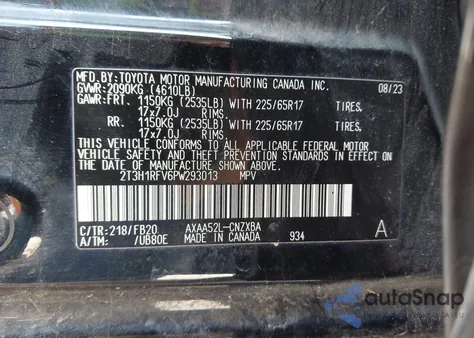 MFD.BY:TOYOTA MOTOR MANUFACTURING CANADA INC.
GVWR:2090KG (4610LB) 08/23
GAWR:FRT. 1150KG (2535LB) WITH 225/65R17 TIRES,
17x7.0J RIMS,
RR. 1150KG (2535LB) WITH 225/65R17 TIRES,
17x7.0J RIMS,
THIS VEHICLE CONFORMS TO ALL APPLICABLE FEDERAL MOTOR
VEHICLE SAFETY AND THEFT PREVENTION STANDARDS IN EFFECT ON
THE DATE OF MANUFACTURE SHOWN ABOVE.
2T3H1RFV6PW293013 MPV
C/TR:218/FB20 AXAA52L-CNZXBA
A/TM: /UB80E MADE IN CANADA 934 A
autoSnap